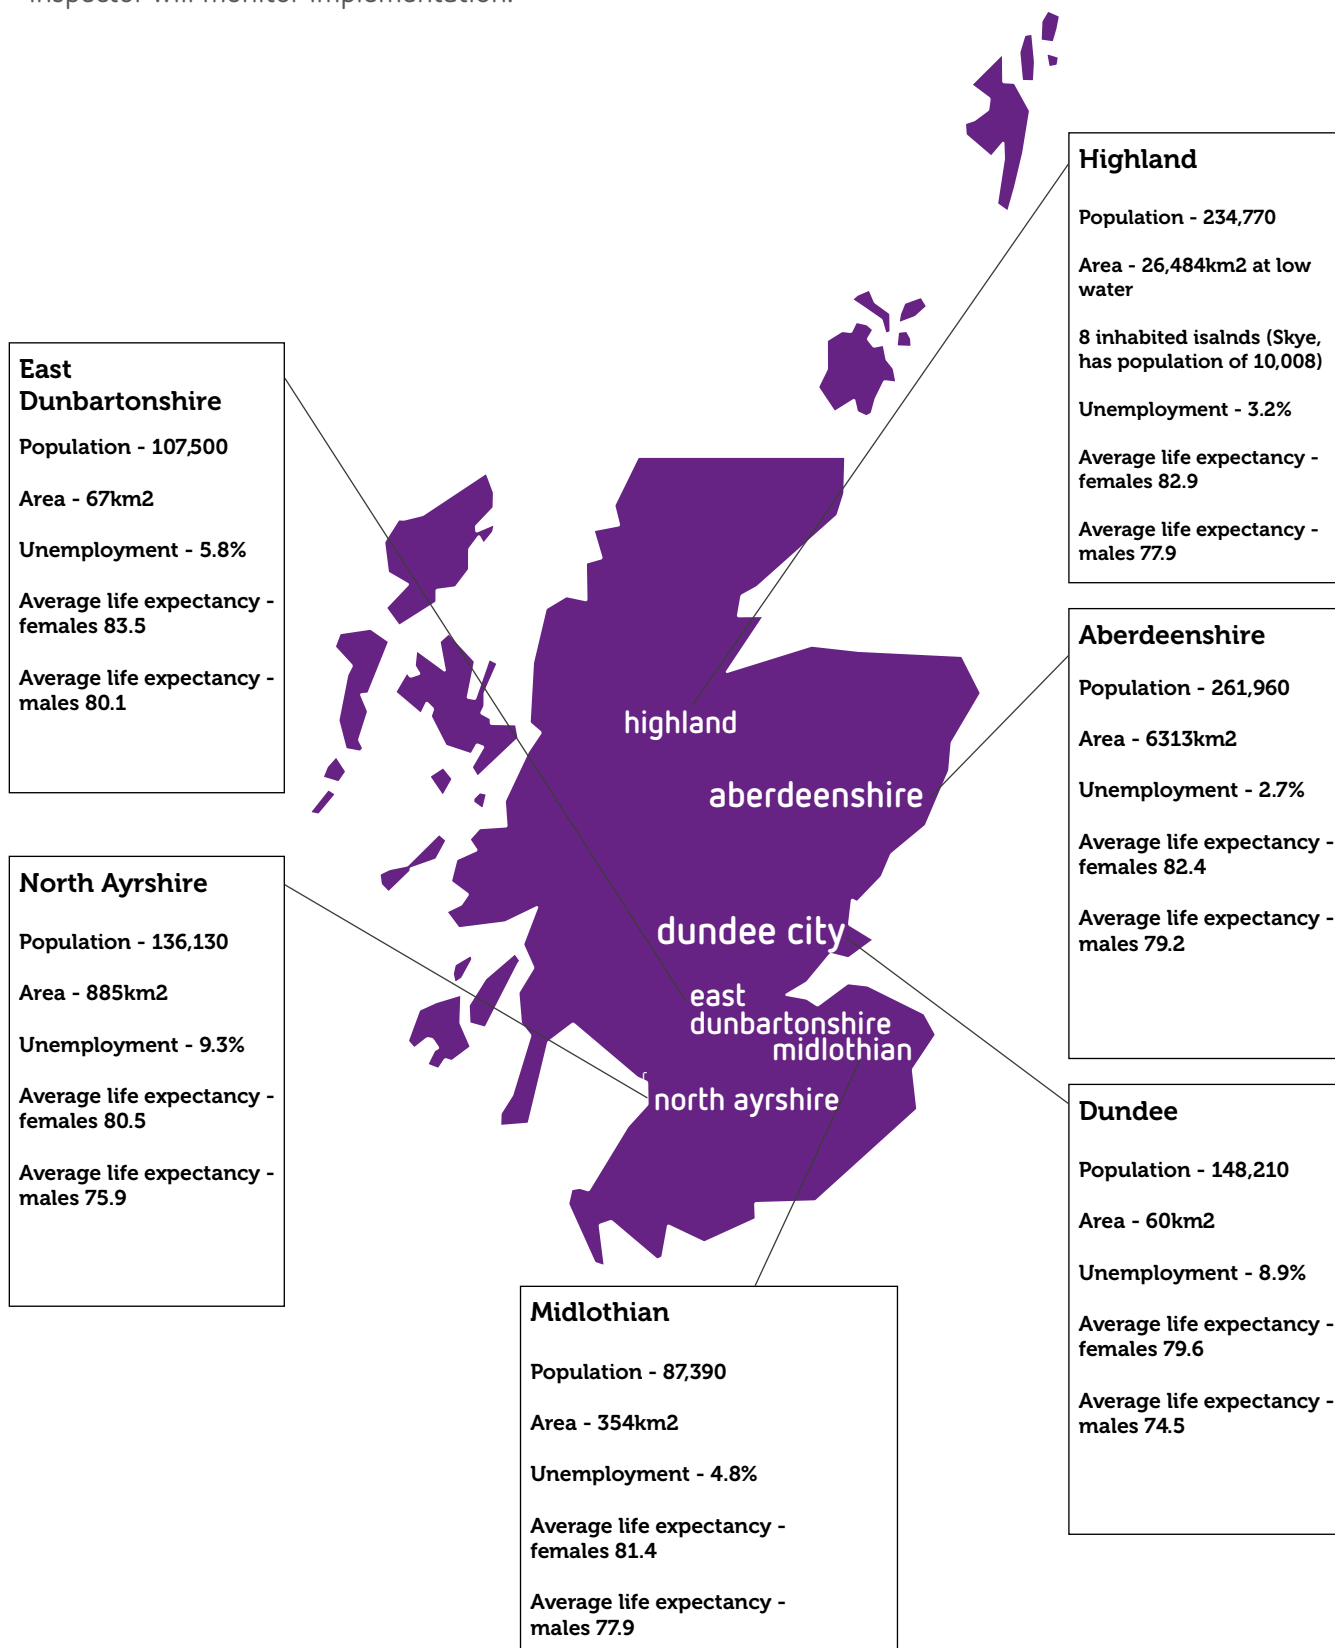 inspector will monitor implementation.
Highland
Population - 234,770
Area - 26,484km2 at low
water
8 inhabited isalnds (Skye,
has population of 10,008)
Unemployment - 3.2%
Average life expectancy -
females 82.9
Average life expectancy -
males 77.9
East
Dunbartonshire
Population - 107,500
Area - 67km2
Unemployment - 5.8%
Average life expectancy -
females 83.5
Average life expectancy -
males 80.1
Aberdeenshire
Population - 261,960
Area - 6313km2
Unemployment - 2.7%
Average life expectancy -
females 82.4
Average life expectancy -
males 79.2
highland
aberdeenshire
dundee city
east
dunbartonshire
midlothian
north ayrshire
North Ayrshire
Population - 136,130
Area - 885km2
Unemployment - 9.3%
Average life expectancy -
females 80.5
Average life expectancy -
males 75.9
Dundee
Population - 148,210
Area - 60km2
Unemployment - 8.9%
Average life expectancy -
females 79.6
Average life expectancy -
males 74.5
Midlothian
Population - 87,390
Area - 354km2
Unemployment - 4.8%
Average life expectancy -
females 81.4
Average life expectancy -
males 77.9